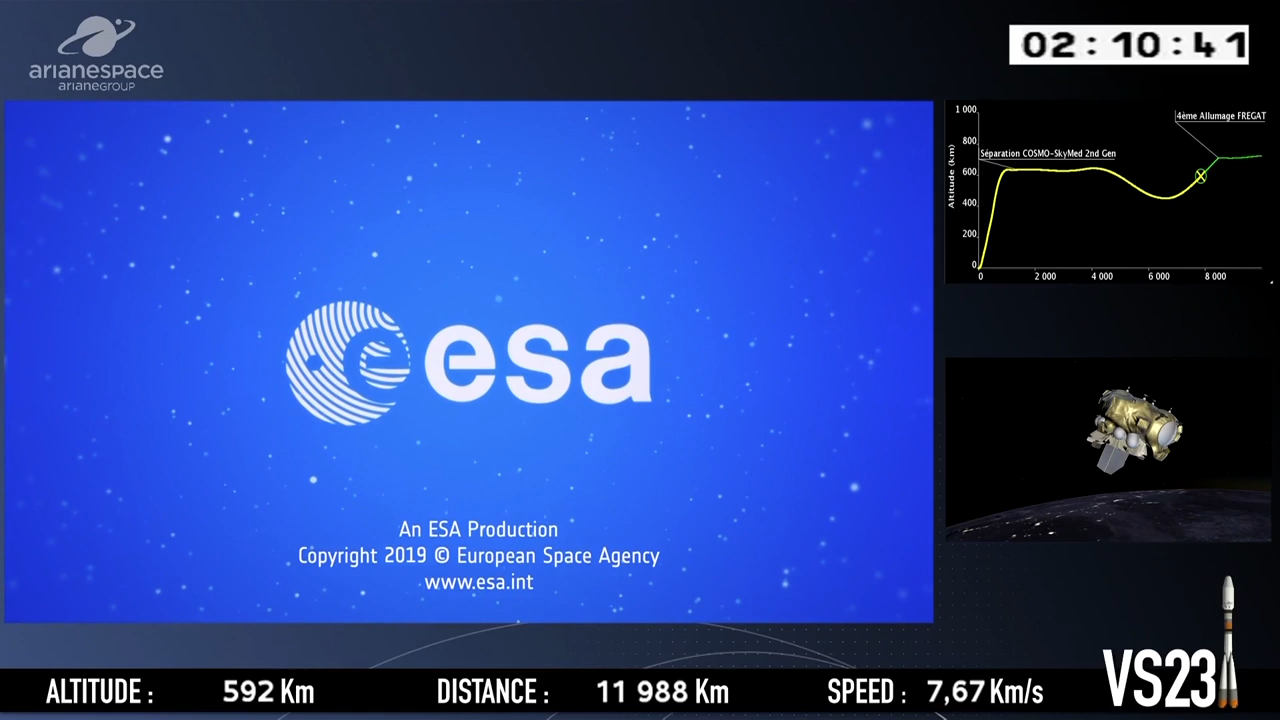 arianespace
arianeGROUP
02:10:41
1 000
800
600
400
200
0
Altitude (km)
4ème Allumage FREGAT
Séparation COSMO-SkyMed 2nd Gen
0
2 000
4 000
6 000
8 000
esa
An ESA Production
Copyright 2019 © European Space Agency
www.esa.int
VS23
ALTITUDE : 592 Km DISTANCE : 11 988 Km SPEED : 7,67 Km/s